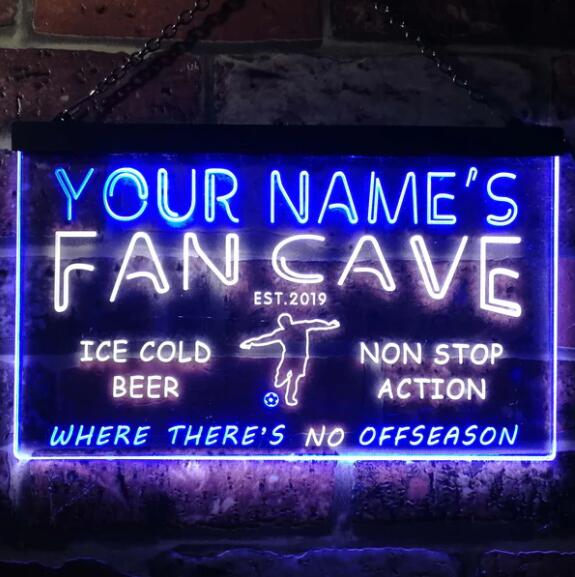 YOUR NAME'S
FAN CAVE
EST.2019
ICE COLD
BEER
NON STOP
ACTION
WHERE THERE'S NO OFFSEASON